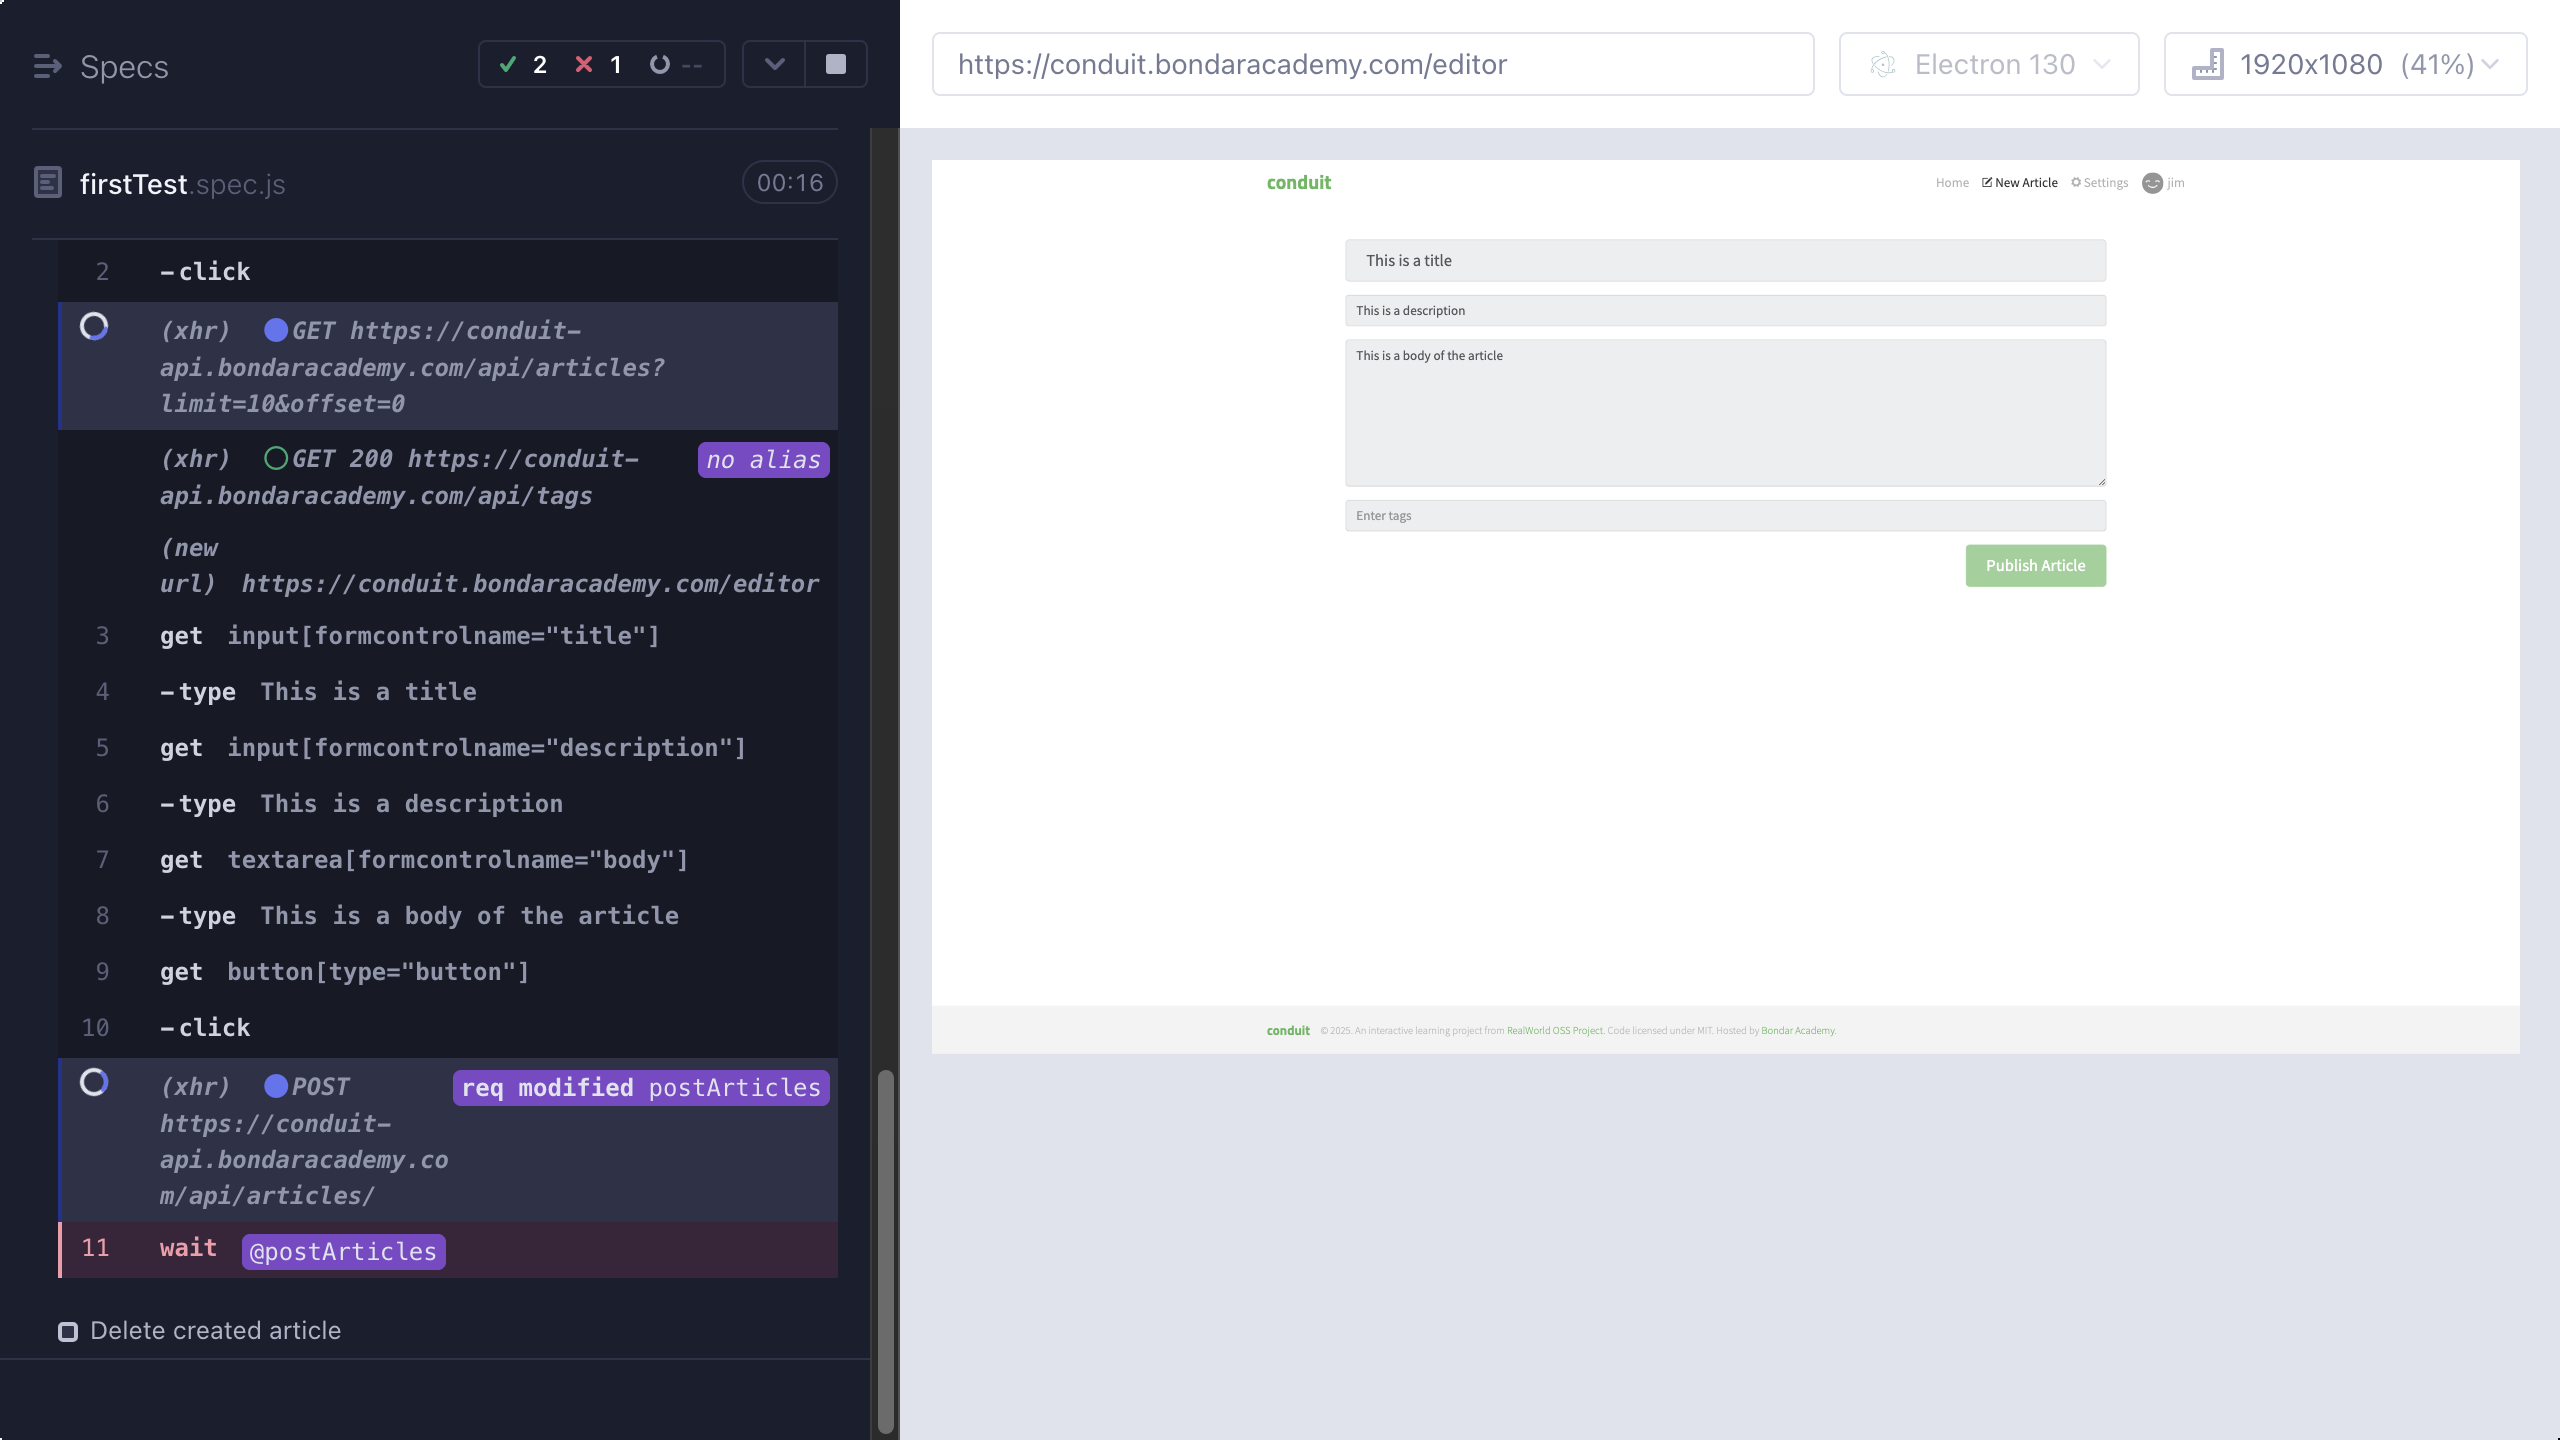 Specs
2
1
--
firstTest.spec.js
00:16
2 -click
(xhr) GET https://conduit-
api.bondaracademy.com/api/articles?
limit=10&offset=0
(xhr) GET 200 https://conduit- no alias
api.bondaracademy.com/api/tags
(new
url) https://conduit.bondaracademy.com/editor
3 get input[formcontrolname="title"]
4 -type This is a title
5 get input[formcontrolname="description"]
6 -type This is a description
7 get textarea[formcontrolname="body"]
8 -type This is a body of the article
9 get button[type="button"]
10 -click
(xhr) POST req modified postArticles
https://conduit-
api.bondaracademy.co
m/api/articles/
11 wait @postArticles
Delete created article
https://conduit.bondaracademy.com/editor
Electron 130
1920x1080 (41%)
conduit
Home New Article Settings jim
This is a title
This is a description
This is a body of the article
Enter tags
Publish Article
conduit © 2025. An interactive learning project from RealWorld OSS Project. Code licensed under MIT. Hosted by Bondar Academy.